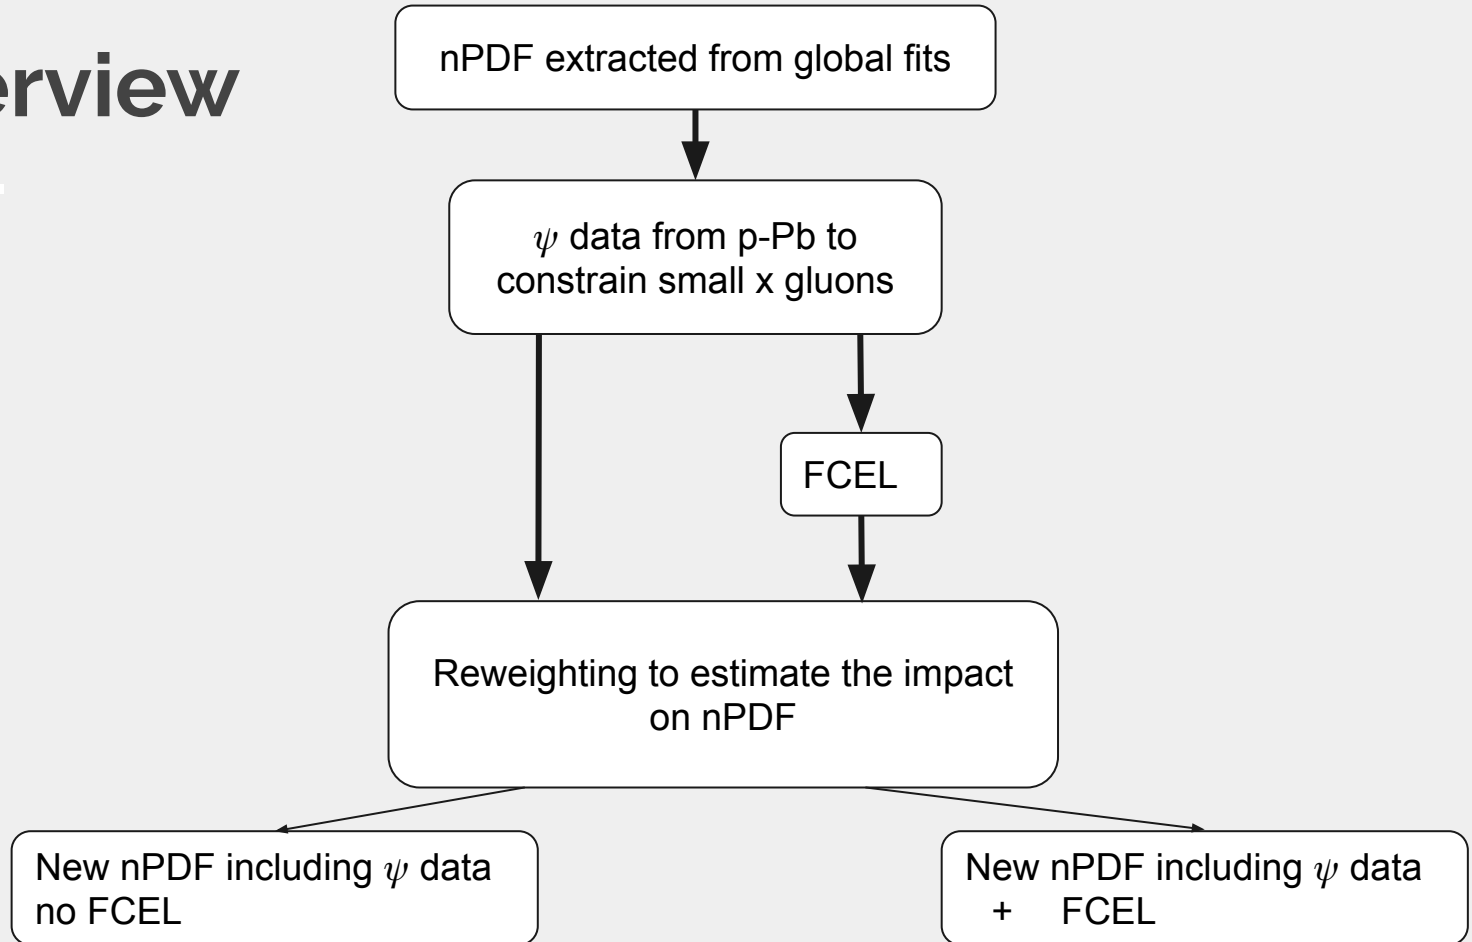 erview
nPDF extracted from global fits
ψ data from p-Pb to
constrain small x gluons
FCEL
Reweighting to estimate the impact
on nPDF
New nPDF including ψ data
no FCEL
New nPDF including ψ data
+ FCEL